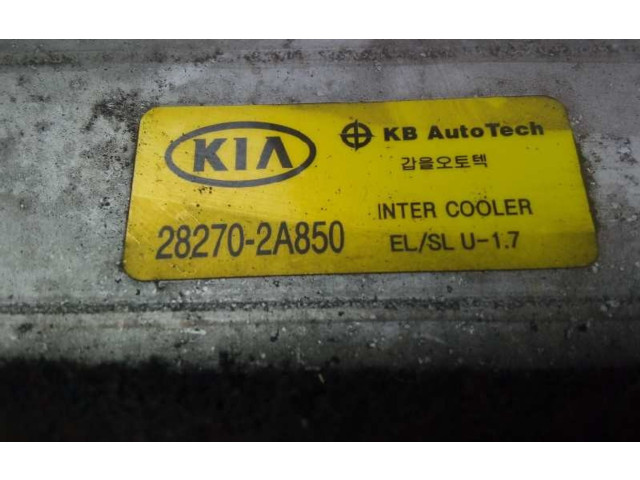 KIA
KB AutoTech
갑을오토텍
28270-2A850
INTER COOLER
EL/SL U-1.7